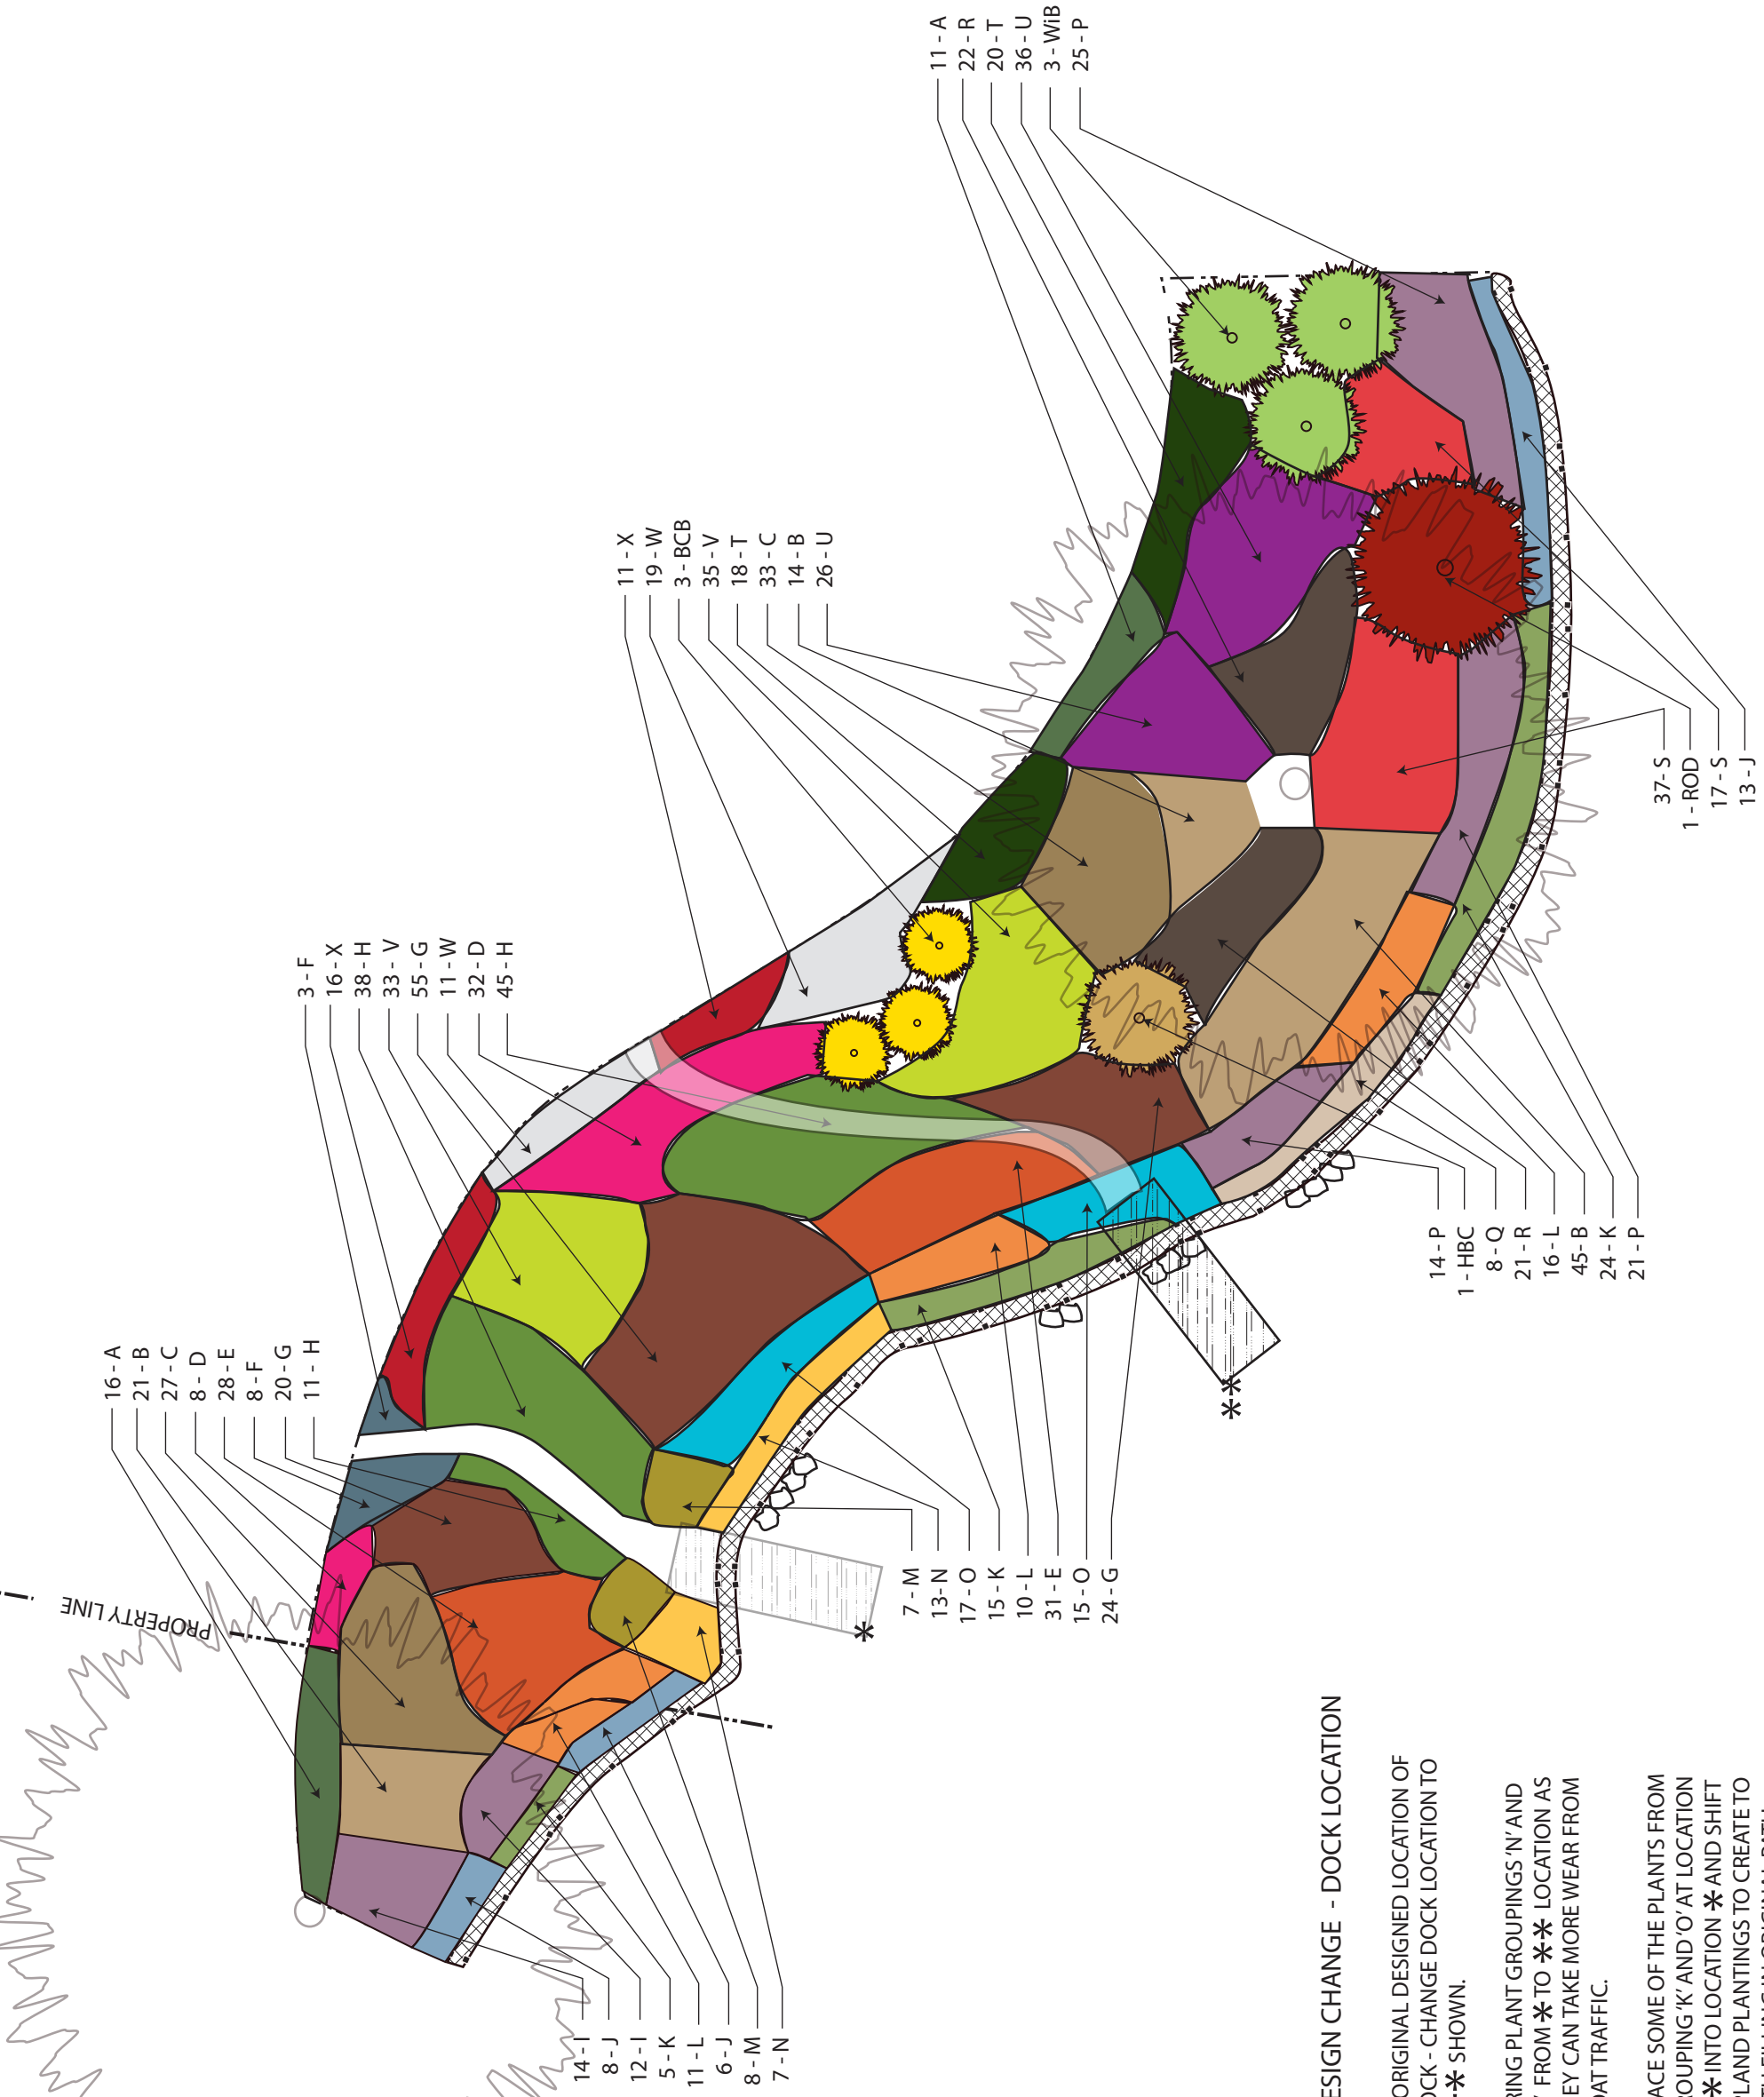 11 - A
22 - R
20 - T
36 - U
3 - WiB
25 - P
11 - X
19 - W
3 - BCB
35 - V
18 - T
33 - C
14 - B
26 - U
3 - F
16 - X
38 - H
33 - V
55 - G
11 - W
32 - D
45 - H
16 - A
21 - B
27 - C
8 - D
28 - E
8 - F
20 - G
11 - H
PROPERTY LINE
37 - S
1 - ROD
17 - S
13 - J
14 - P
1 - HBC
8 - Q
21 - R
16 - L
45 - B
24 - K
21 - P
7 - M
13 - N
17 - O
15 - K
10 - L
31 - E
15 - O
24 - G
14 - I
8 - J
12 - I
5 - K
11 - L
6 - J
8 - M
7 - N
*
**
ESIGN CHANGE - DOCK LOCATION
ORIGINAL DESIGNED LOCATION OF
OCK - CHANGE DOCK LOCATION TO
** SHOWN.
RING PLANT GROUPINGS 'N' AND
' FROM * TO ** LOCATION AS
EY CAN TAKE MORE WEAR FROM
OAT TRAFFIC.
ACE SOME OF THE PLANTS FROM
OUPING 'K' AND 'O' AT LOCATION
* INTO LOCATION * AND SHIFT
LAND PLANTINGS TO CREATE TO